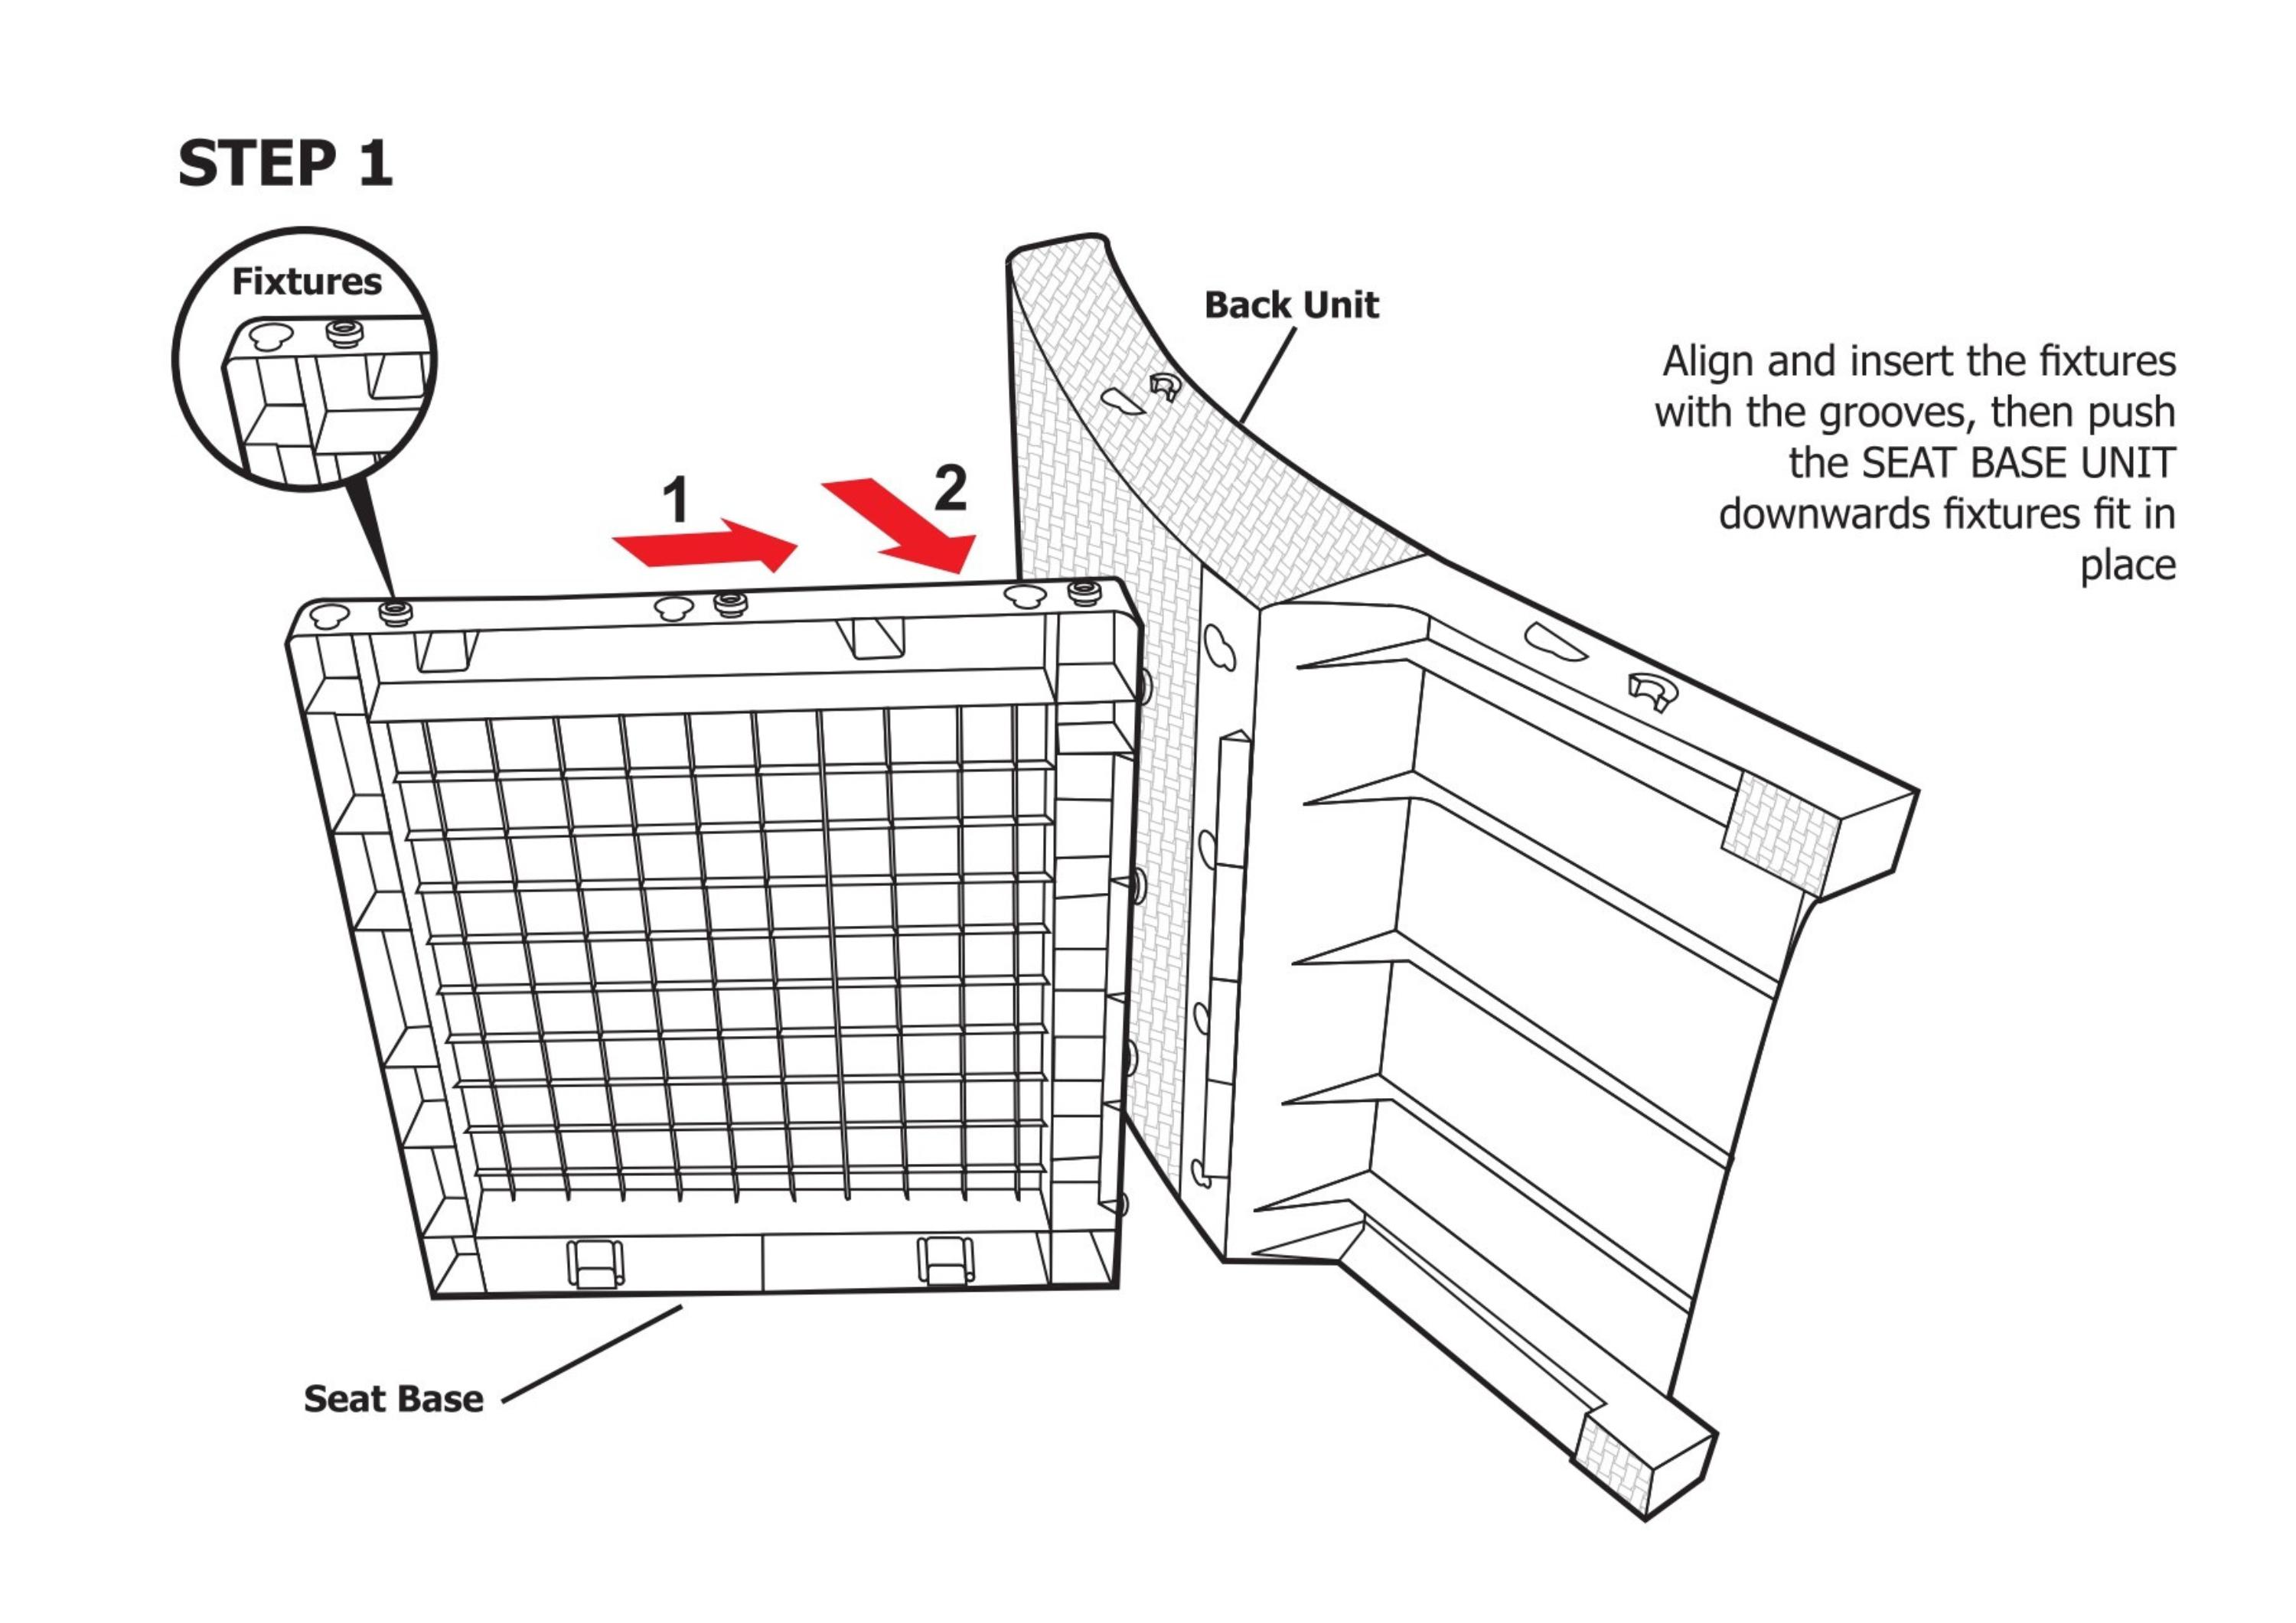 STEP 1
Fixtures
Back Unit
Align and insert the fixtures
with the grooves, then push
the SEAT BASE UNIT
downwards fixtures fit in
place
1
2
Seat Base